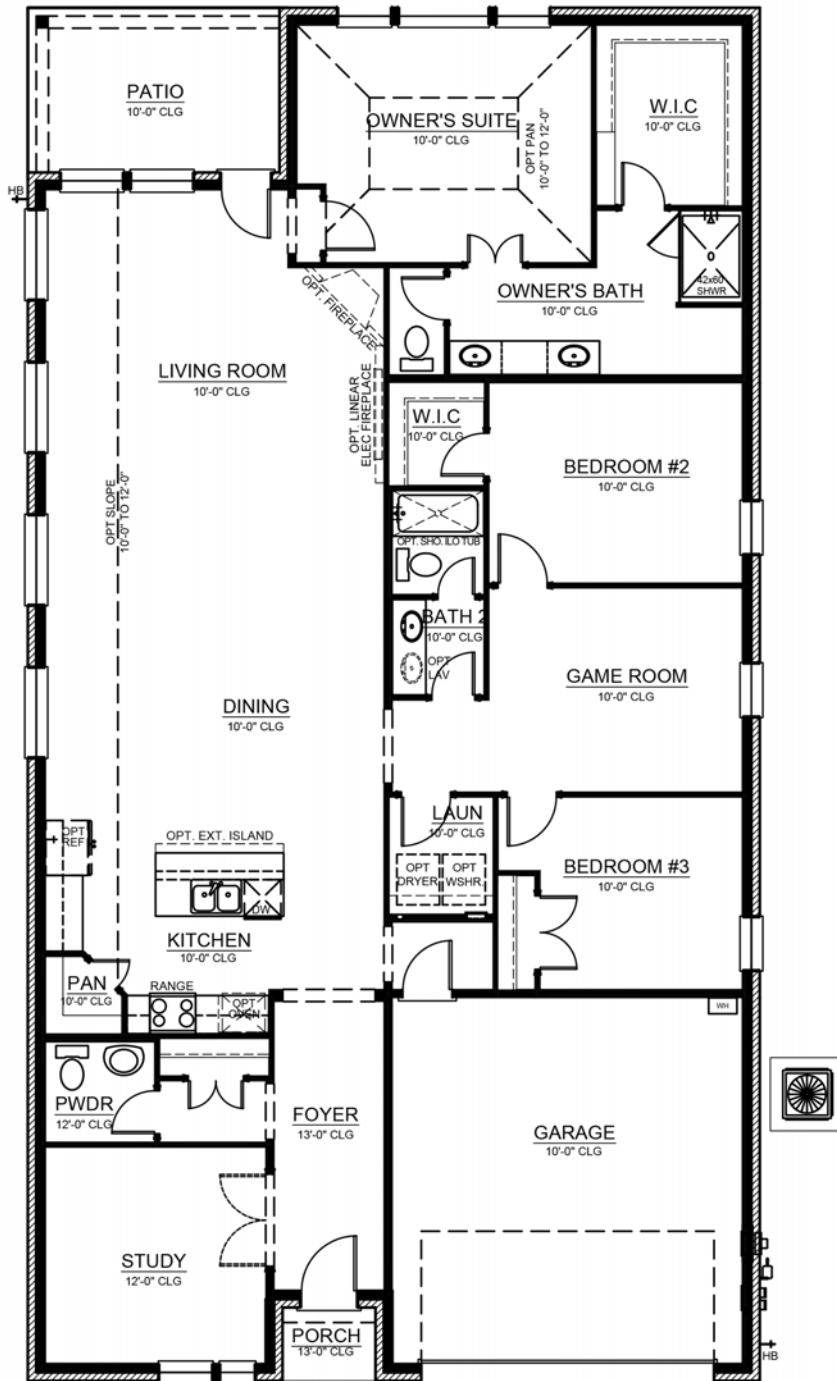 PATIO
10'-0" CLG
OWNER'S SUITE
10'-0" CLG
OPT PAN
10'-0" TO 12'-0"
W.I.C
10'-0" CLG
HB
42x60
SHWR
OWNER'S BATH
10'-0" CLG
OPT. FIREPLACE
LIVING ROOM
10'-0" CLG
OPT. LINEAR
ELEC FIREPLACE
W.I.C
10'-0" CLG
BEDROOM #2
10'-0" CLG
OPT SLOPE
10'-0" TO 12'-0"
OPT. SHO. ILO TUB
BATH 2
10'-0" CLG
OPT
LAV
GAME ROOM
10'-0" CLG
DINING
10'-0" CLG
OPT
REF
OPT. EXT. ISLAND
DW
LAUN
10'-0" CLG
OPT
DRYER
OPT
WSHR
BEDROOM #3
10'-0" CLG
KITCHEN
10'-0" CLG
PAN
10'-0" CLG
RANGE
OPT
OVEN
WH
PWDR
12'-0" CLG
FOYER
13'-0" CLG
GARAGE
10'-0" CLG
STUDY
12'-0" CLG
PORCH
13'-0" CLG
HB